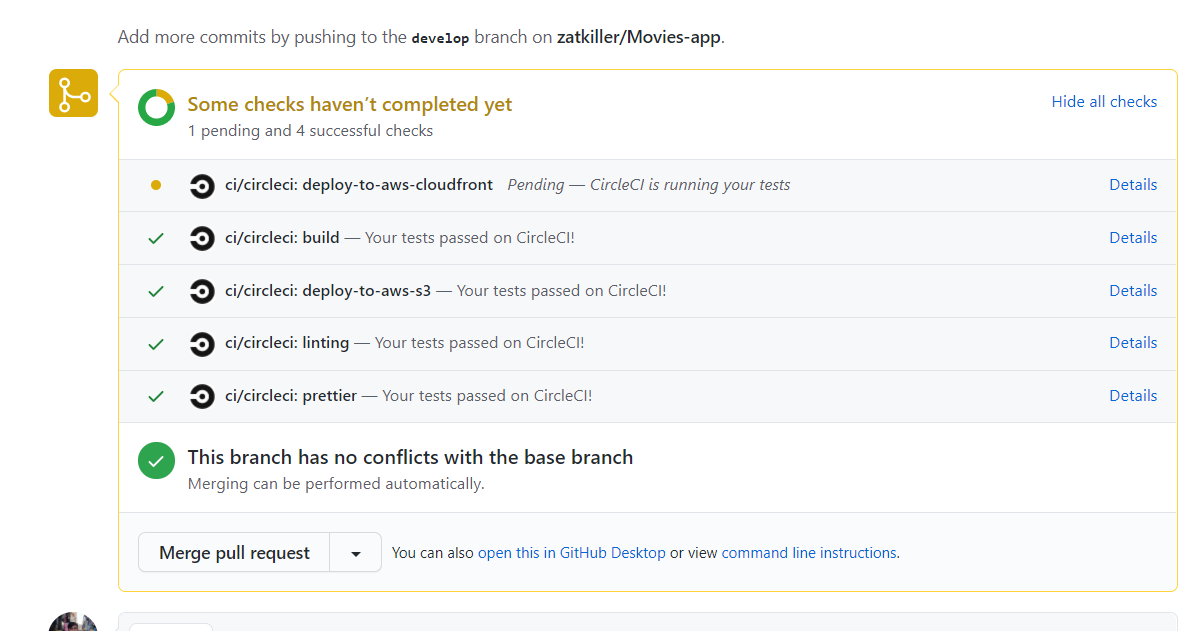 Add more commits by pushing to the develop branch on zatkiller/Movies-app.
Some checks haven’t completed yet
Hide all checks
1 pending and 4 successful checks
ci/circleci: deploy-to-aws-cloudfront Pending — CircleCI is running your tests Details
ci/circleci: build — Your tests passed on CircleCI! Details
ci/circleci: deploy-to-aws-s3 — Your tests passed on CircleCI! Details
ci/circleci: linting — Your tests passed on CircleCI! Details
ci/circleci: prettier — Your tests passed on CircleCI! Details
This branch has no conflicts with the base branch
Merging can be performed automatically.
Merge pull request You can also open this in GitHub Desktop or view command line instructions.